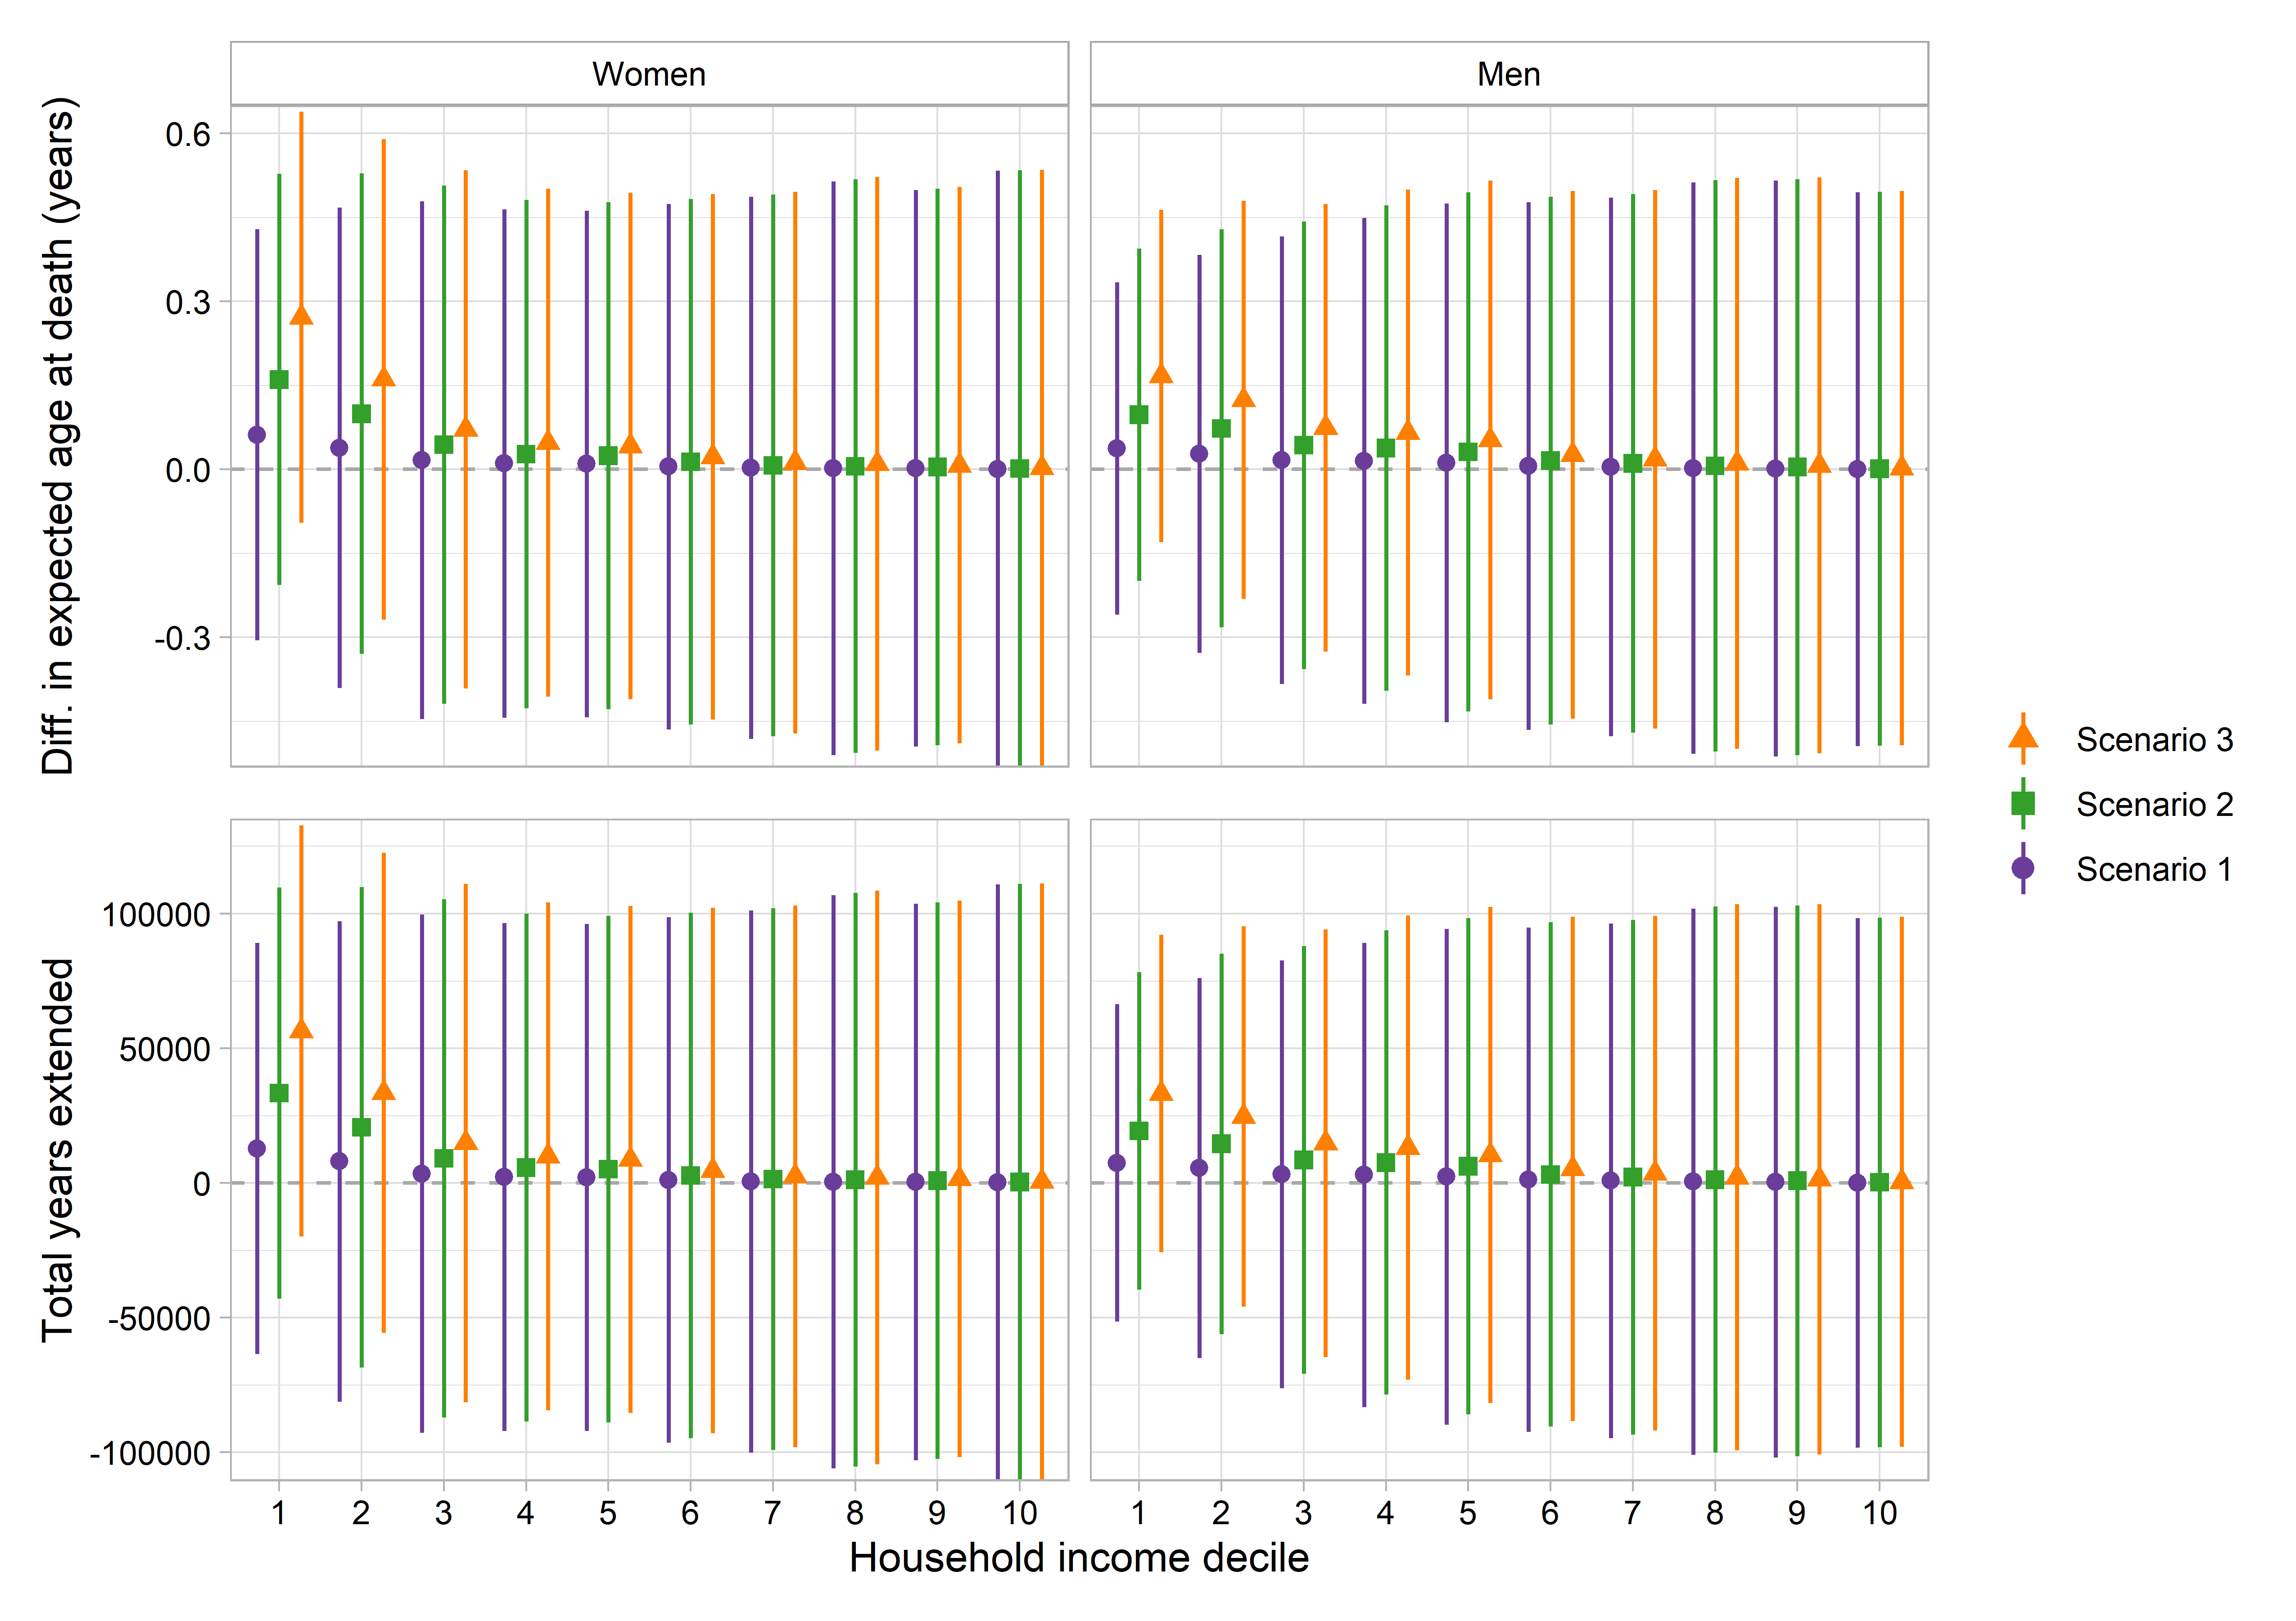 Women
Men
Diff. in expected age at death (years)
0.6
0.3
0.0
-0.3
Total years extended
100000
50000
0
-50000
-100000
1 2 3 4 5 6 7 8 9 10
1 2 3 4 5 6 7 8 9 10
Household income decile
Scenario 3
Scenario 2
Scenario 1